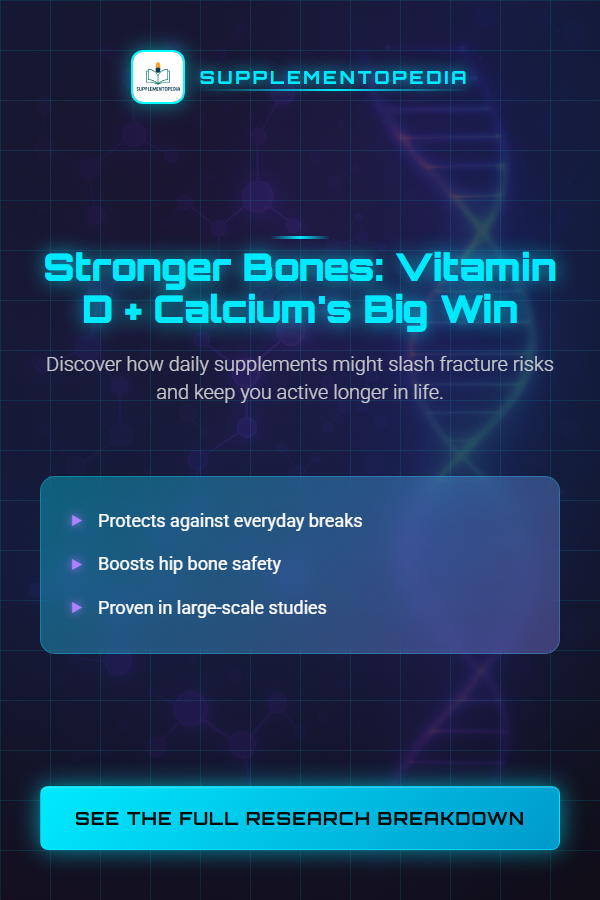 SUPPLEMENTOPEDIA
SUPPLEMENTOPEDIA
Stronger Bones: Vitamin
D + Calcium's Big Win
Discover how daily supplements might slash fracture risks
and keep you active longer in life.
Protects against everyday breaks
Boosts hip bone safety
Proven in large-scale studies
SEE THE FULL RESEARCH BREAKDOWN